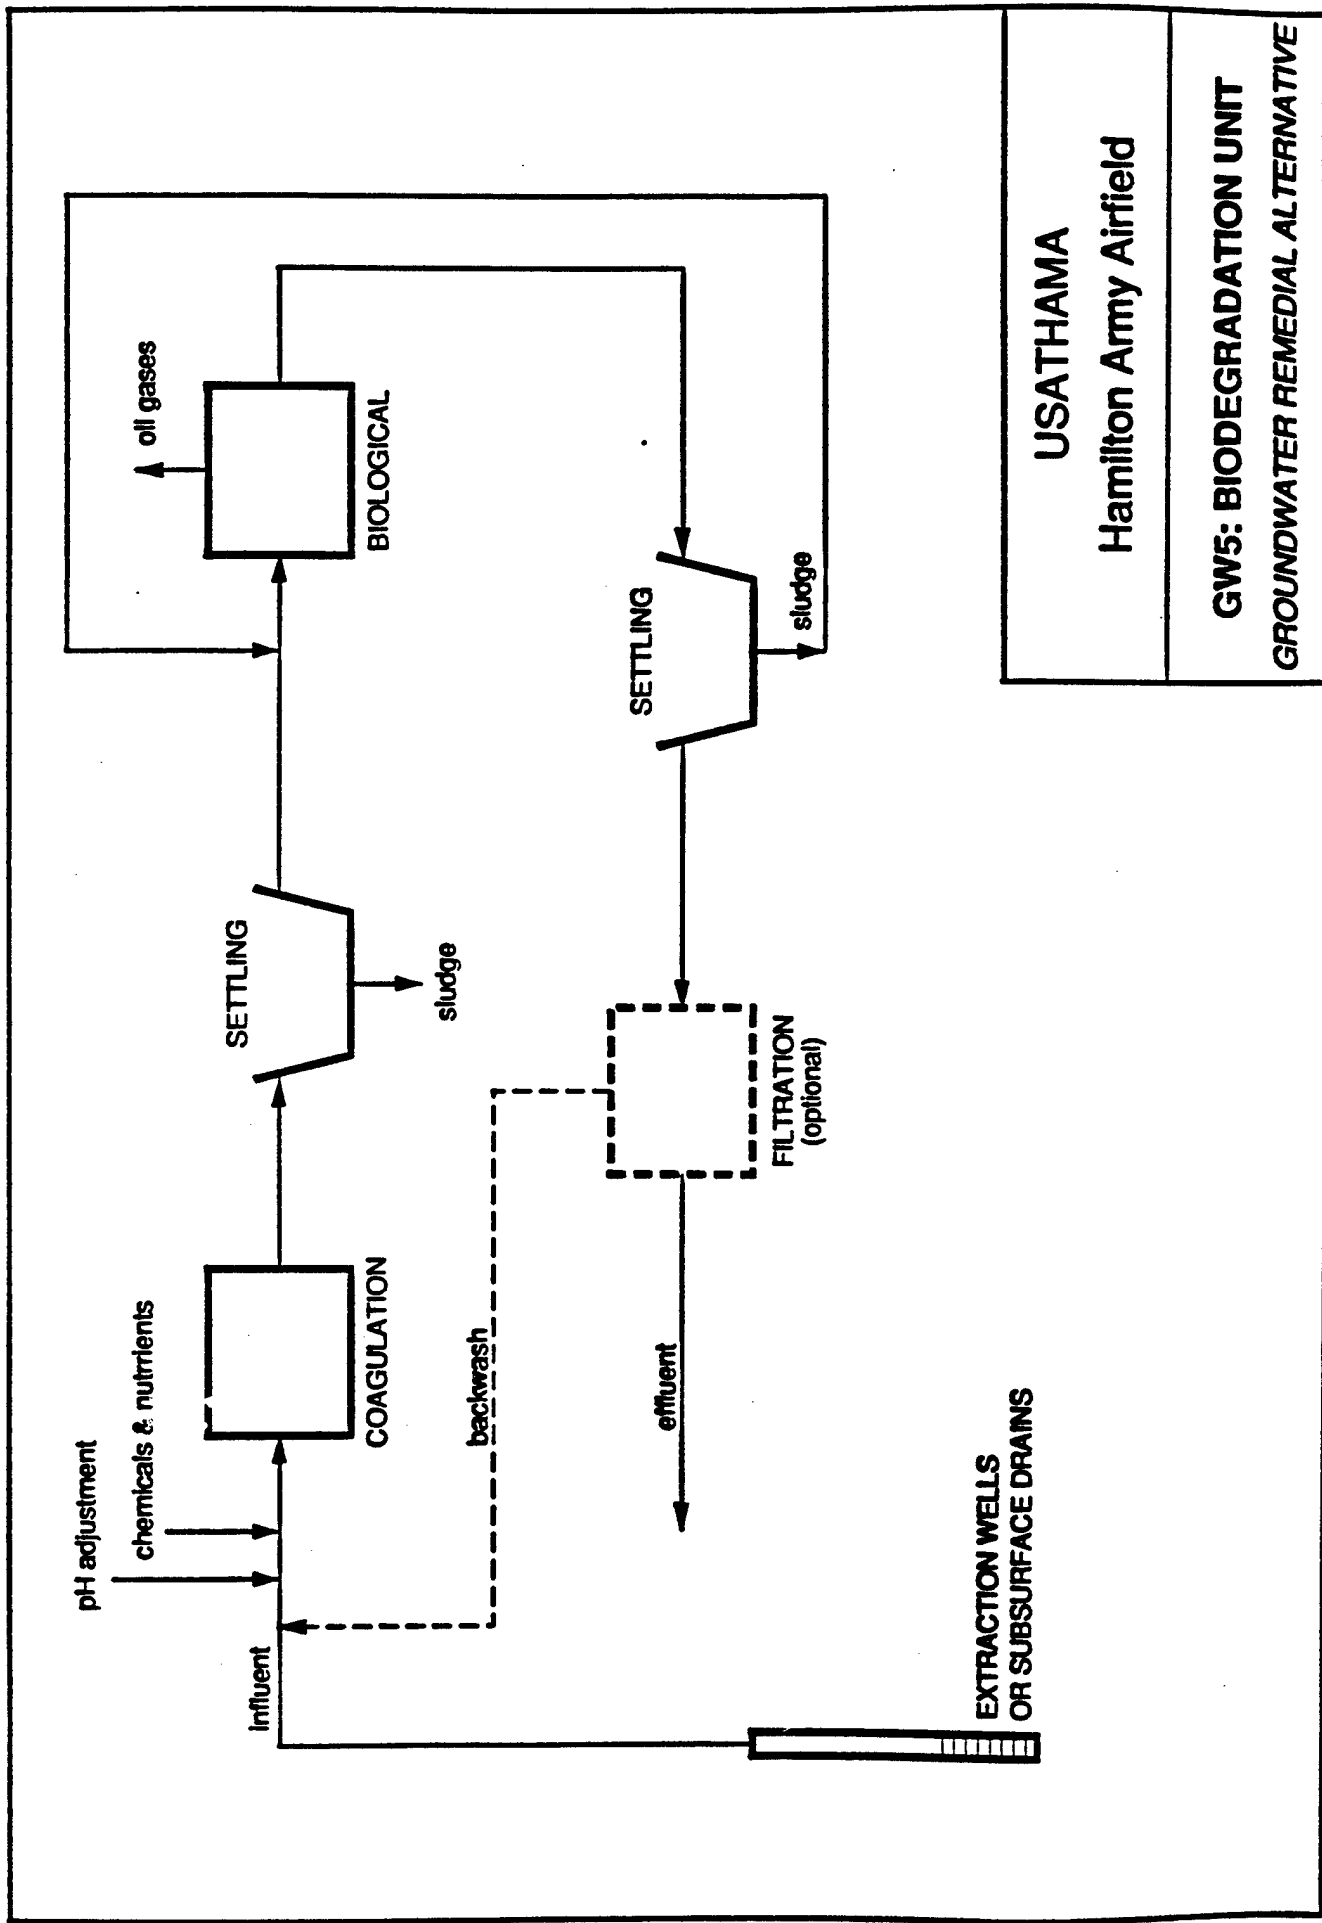 pH adjustment
chemicals & nutrients
influent
COAGULATION
SETTLING
sludge
oil gases
BIOLOGICAL
backwash
effluent
FILTRATION
(optional)
SETTLING
sludge
EXTRACTION WELLS
OR SUBSURFACE DRAINS
USATHAMA
Hamilton Army Airfield
GW5: BIODEGRADATION UNIT
GROUNDWATER REMEDIAL ALTERNATIVE